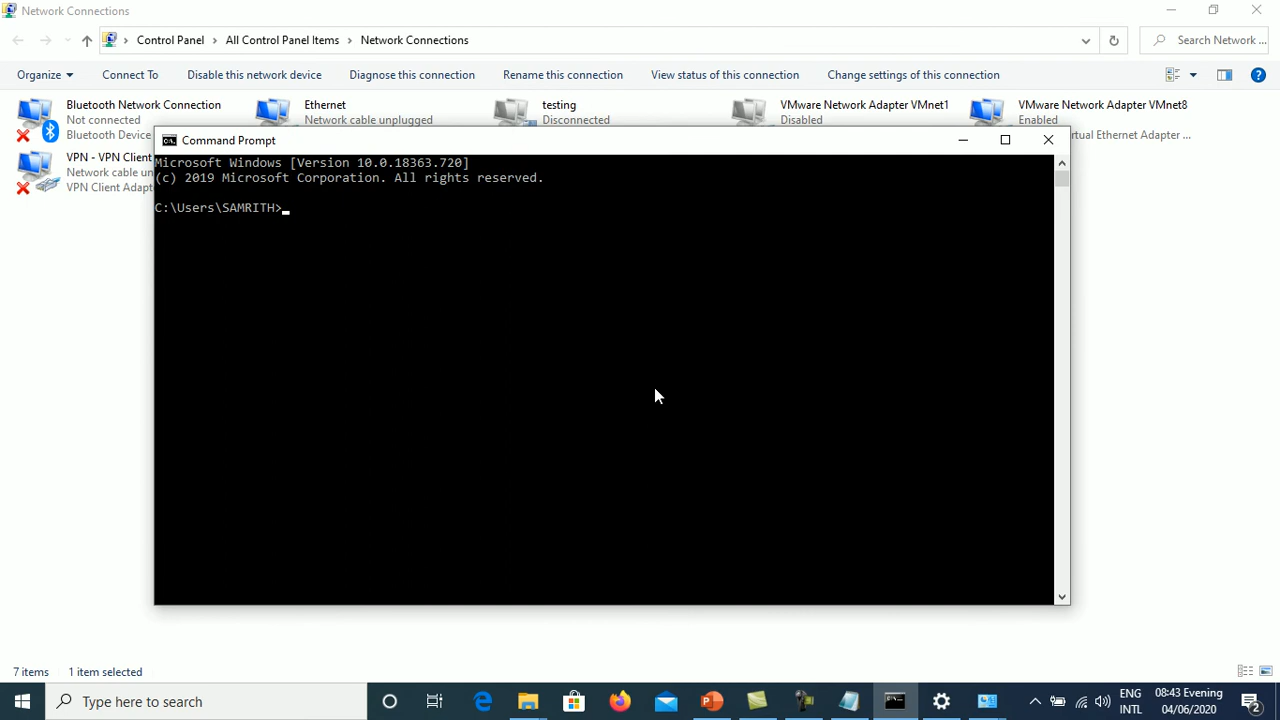 Network Connections
Control Panel > All Control Panel Items > Network Connections
Search Network ...
Organize Connect To Disable this network device Diagnose this connection Rename this connection View status of this connection Change settings of this connection
Bluetooth Network Connection
Not connected
Bluetooth Device
Ethernet
Network cable unplugged
testing
Disconnected
VMware Network Adapter VMnet1
Disabled
VMware Network Adapter VMnet8
Enabled
rtual Ethernet Adapter ...
VPN - VPN Client
Network cable un
VPN Client Adapt
Command Prompt
Microsoft Windows [Version 10.0.18363.720]
(c) 2019 Microsoft Corporation. All rights reserved.
C:\Users\SAMRITH>
7 items 1 item selected
Type here to search
ENG
INTL
08:43 Evening
04/06/2020
2